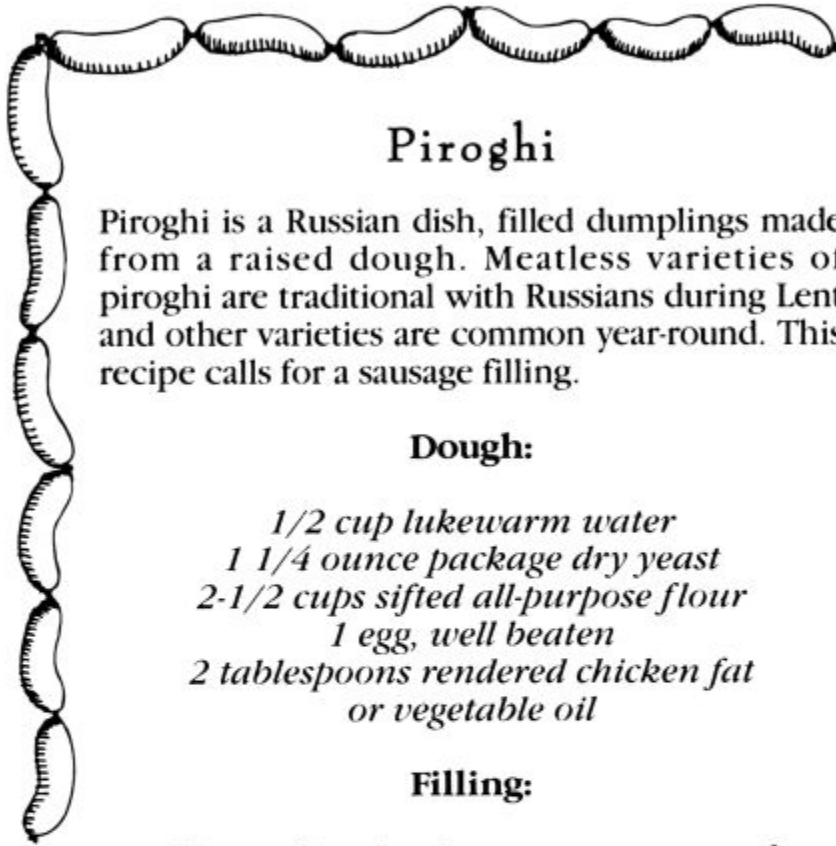 Piroghi
Piroghi is a Russian dish, filled dumplings made
from a raised dough. Meatless varieties of
piroghi are traditional with Russians during Lent
and other varieties are common year-round. This
recipe calls for a sausage filling.
Dough:
1/2 cup lukewarm water
1 1/4 ounce package dry yeast
2-1/2 cups sifted all-purpose flour
1 egg, well beaten
2 tablespoons rendered chicken fat
or vegetable oil
Filling: